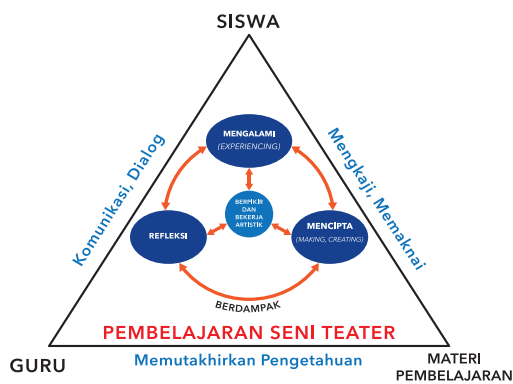 SISWA
Komunikasi, Dialog
Mengkaji, Memaknai
MENGALAMI
(EXPERIENCING)
BERPIKIR
DAN
BEKERJA
ARTISTIK
REFLEKSI
MENCIPTA
(MAKING, CREATING)
BERDAMPAK
PEMBELAJARAN SENI TEATER
GURU
Memutakhirkan Pengetahuan
MATERI
PEMBELAJARAN